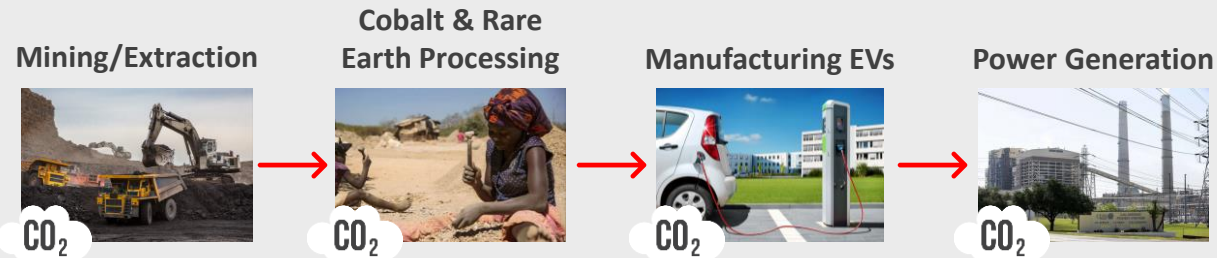 Mining/Extraction
Cobalt & Rare
Earth Processing
Manufacturing EVs
Power Generation
CO₂
CO₂
CO₂
CO₂